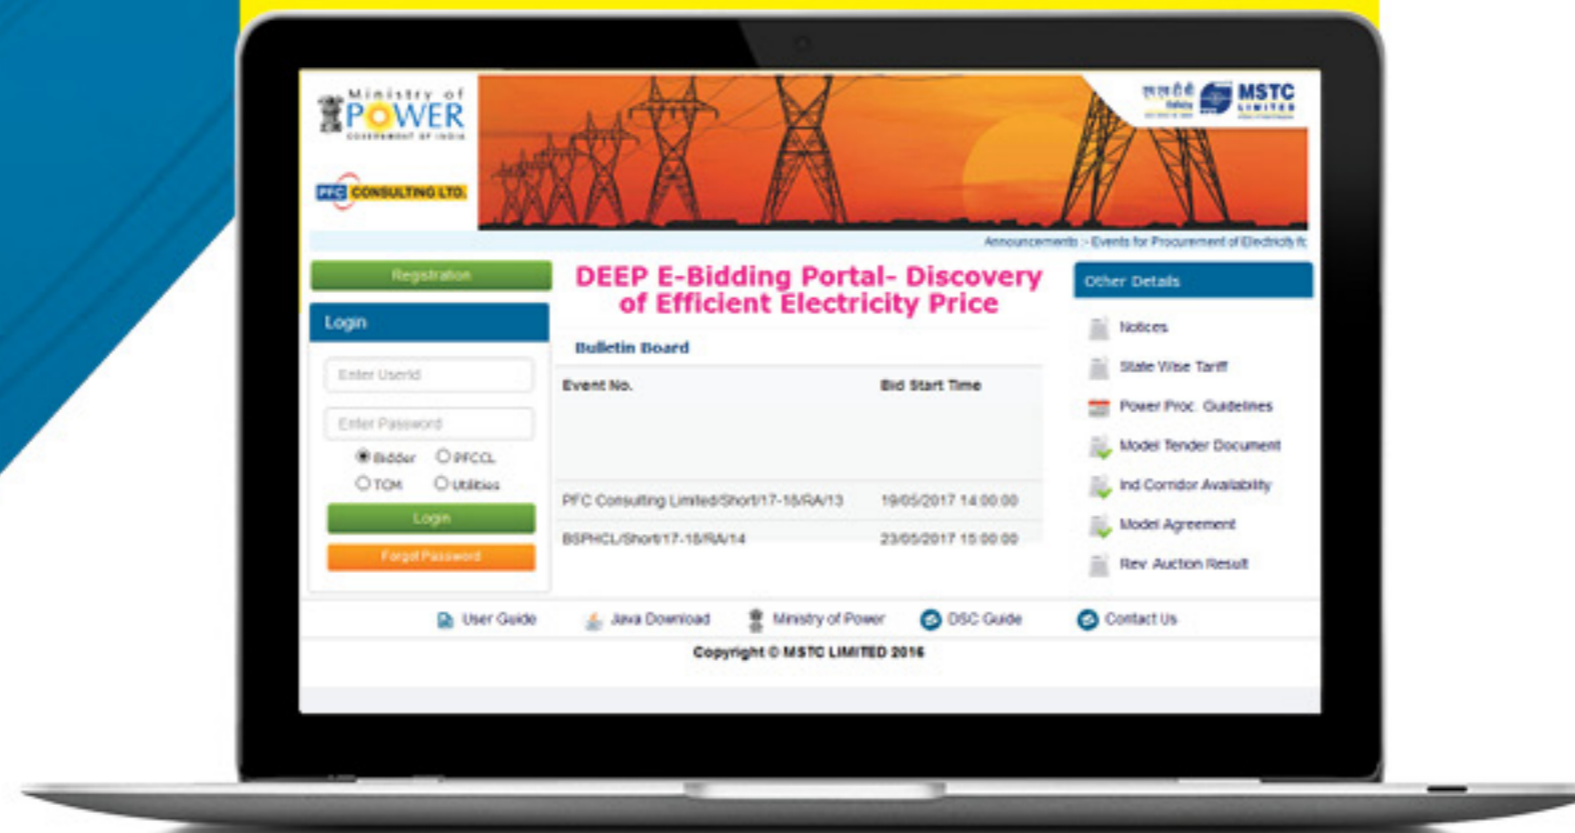 Ministry of
POWER
GOVERNMENT OF INDIA
PFC CONSULTING LTD.
एम एस टी सी
MSTC
LIMITED
Announcements :- Events for Procurement of Electricity fc
Registration
Login
Enter UserId
Enter Password
Bidder PFCCL
TCM Utilities
Login
Forgot Password
DEEP E-Bidding Portal- Discovery
of Efficient Electricity Price
Bulletin Board
Event No. Bid Start Time
PFC Consulting Limited/Short/17-18/RA/13 19/05/2017 14:00:00
BSPHCL/Short/17-18/RA/14 23/05/2017 15:00:00
Other Details
Notices
State Wise Tariff
Power Proc. Guidelines
Model Tender Document
Ind Corridor Availability
Model Agreement
Rev. Auction Result
User Guide Java Download Ministry of Power DSC Guide Contact Us
Copyright © MSTC LIMITED 2016